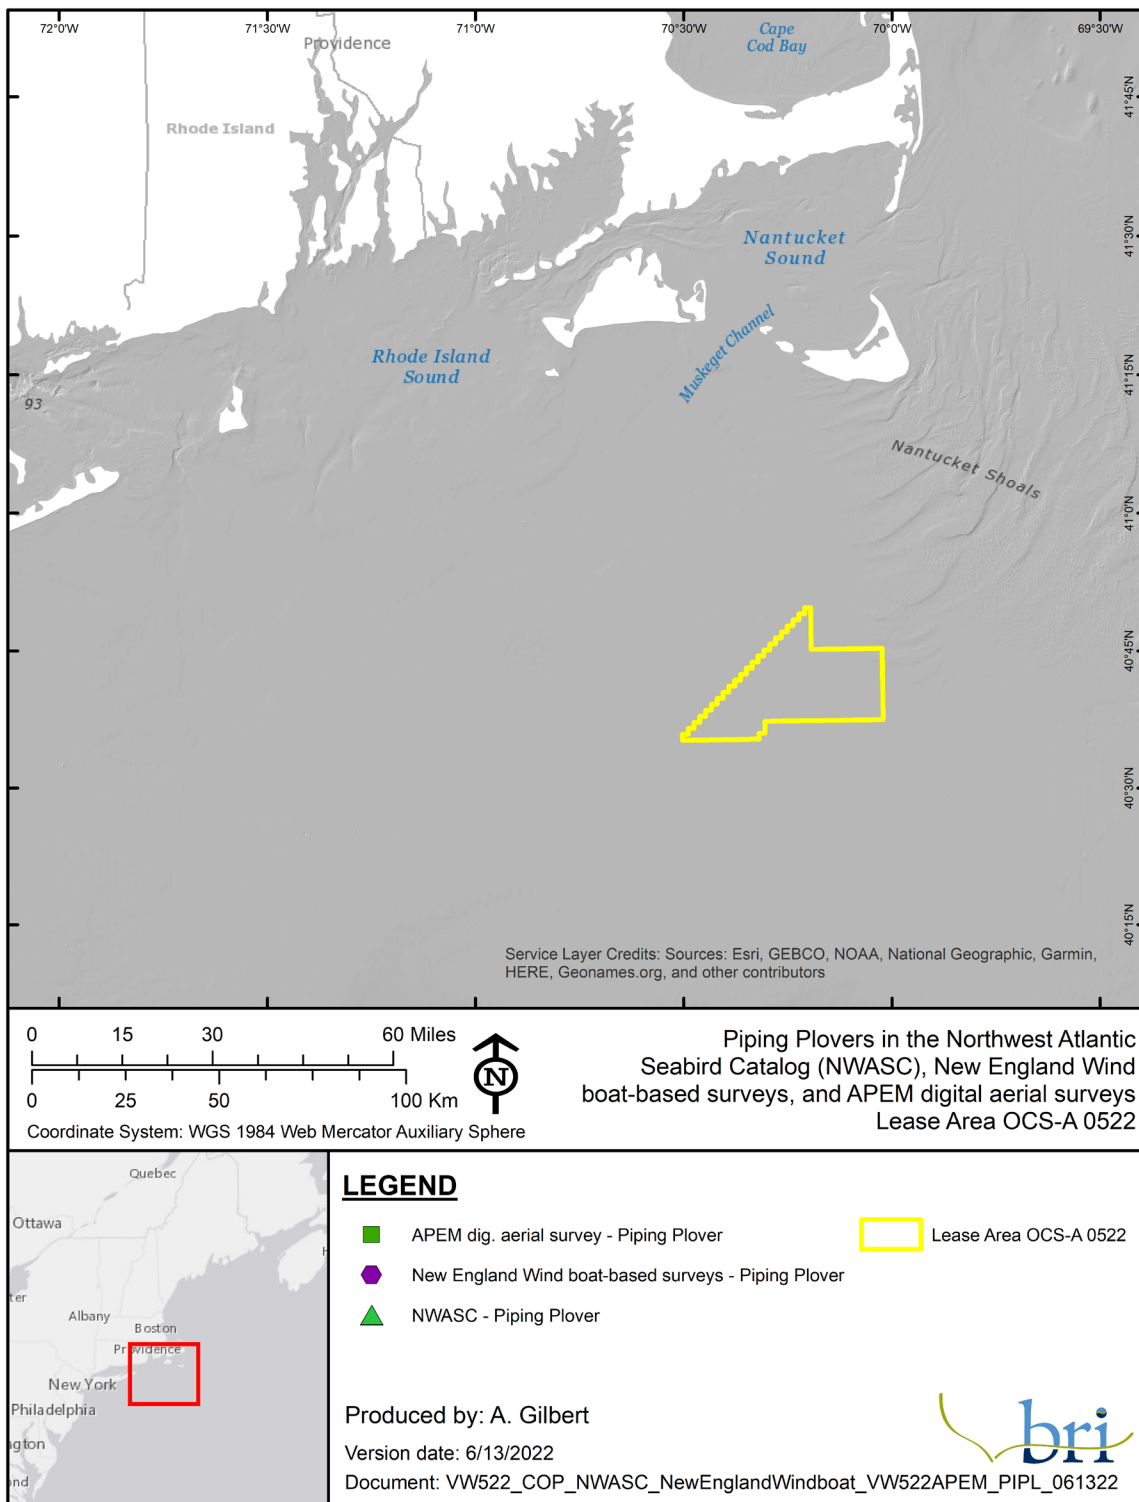 72°0'W
71°30'W
71°0'W
70°30'W
70°0'W
69°30'W
Providence
Cape
Cod Bay
41°45'N
Rhode Island
41°30'N
Nantucket
Sound
Muskeget Channel
Rhode Island
Sound
41°15'N
93
Nantucket Shoals
41°0'N
40°45'N
40°30'N
40°15'N
Service Layer Credits: Sources: Esri, GEBCO, NOAA, National Geographic, Garmin,
HERE, Geonames.org, and other contributors
0 15 30 60 Miles
0 25 50 100 Km
N
Coordinate System: WGS 1984 Web Mercator Auxiliary Sphere
Piping Plovers in the Northwest Atlantic
Seabird Catalog (NWASC), New England Wind
boat-based surveys, and APEM digital aerial surveys
Lease Area OCS-A 0522
Quebec
Ottawa
H
ter
Albany
Boston
Providence
New York
Philadelphia
ngton
ond
LEGEND
APEM dig. aerial survey - Piping Plover
New England Wind boat-based surveys - Piping Plover
NWASC - Piping Plover
Lease Area OCS-A 0522
Produced by: A. Gilbert
Version date: 6/13/2022
Document: VW522_COP_NWASC_NewEnglandWindboat_VW522APEM_PIPL_061322
bri